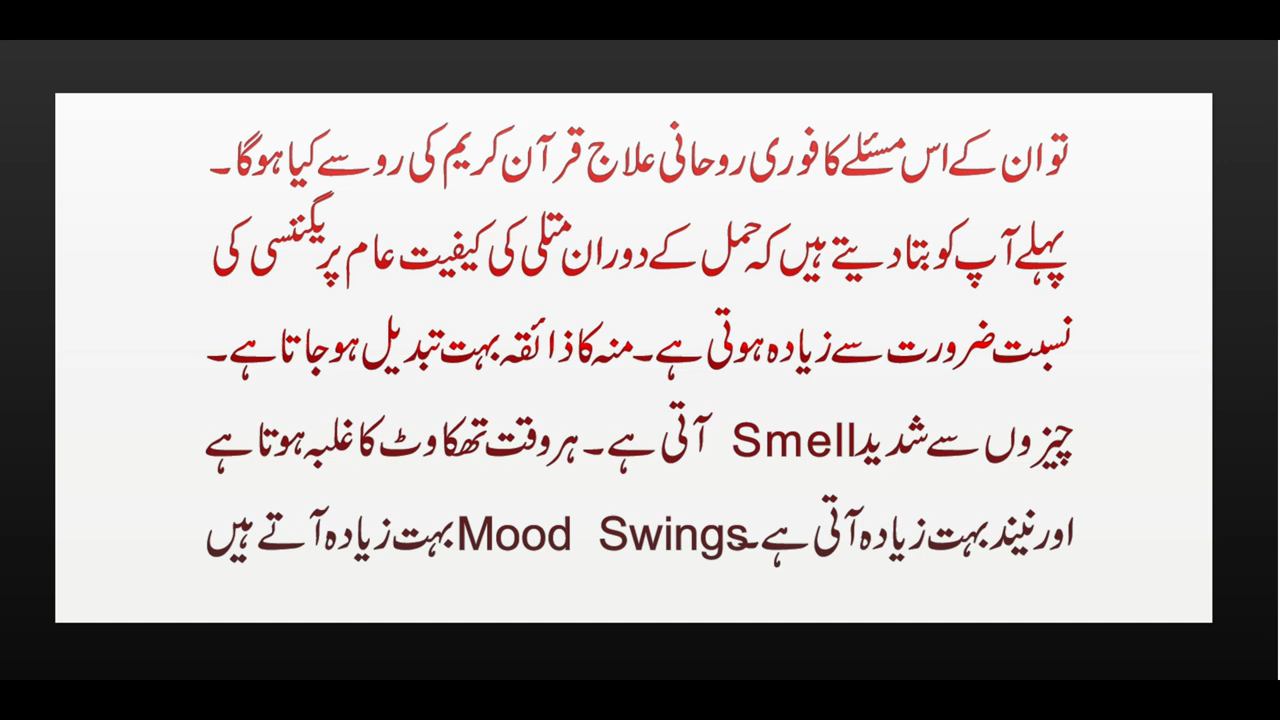 تو ان کے اس مسئلے کا فوری روحانی علاج قرآن کریم کی رو سے کیا ہوگا۔
پہلے آپ کو بتا دیتے ہیں کہ حمل کے دوران متلی کی کیفیت عام پریگننسی کی
نسبت ضرورت سے زیادہ ہوتی ہے۔ منہ کا ذائقہ بہت تبدیل ہو جاتا ہے۔
چیزوں سے شدید Smell آتی ہے۔ ہر وقت تھکاوٹ کا غلبہ ہوتا ہے
اور نیند بہت زیادہ آتی ہے۔ Mood Swings بہت زیادہ آتے ہیں